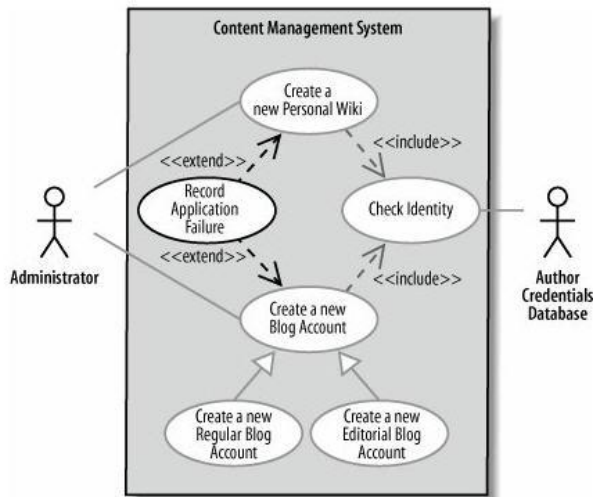 Content Management System
Create a
new Personal Wiki
<<extend>>
<<include>>
Record
Application
Failure
Check Identity
Administrator
Author
Credentials
Database
<<extend>>
<<include>>
Create a new
Blog Account
Create a new
Regular Blog
Account
Create a new
Editorial Blog
Account